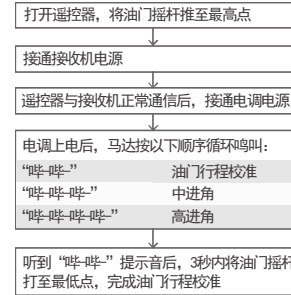 打开遥控器，将油门摇杆推至最高点
接通接收机电源
遥控器与接收机正常通信后，接通电调电源
电调上电后，马达按以下顺序循环鸣叫：
“哔-哔-” 油门行程校准
“哔-哔-哔-” 中进角
“哔-哔-哔-哔-” 高进角
听到“哔-哔-”提示音后，3秒内将油门摇杆
打至最低点，完成油门行程校准